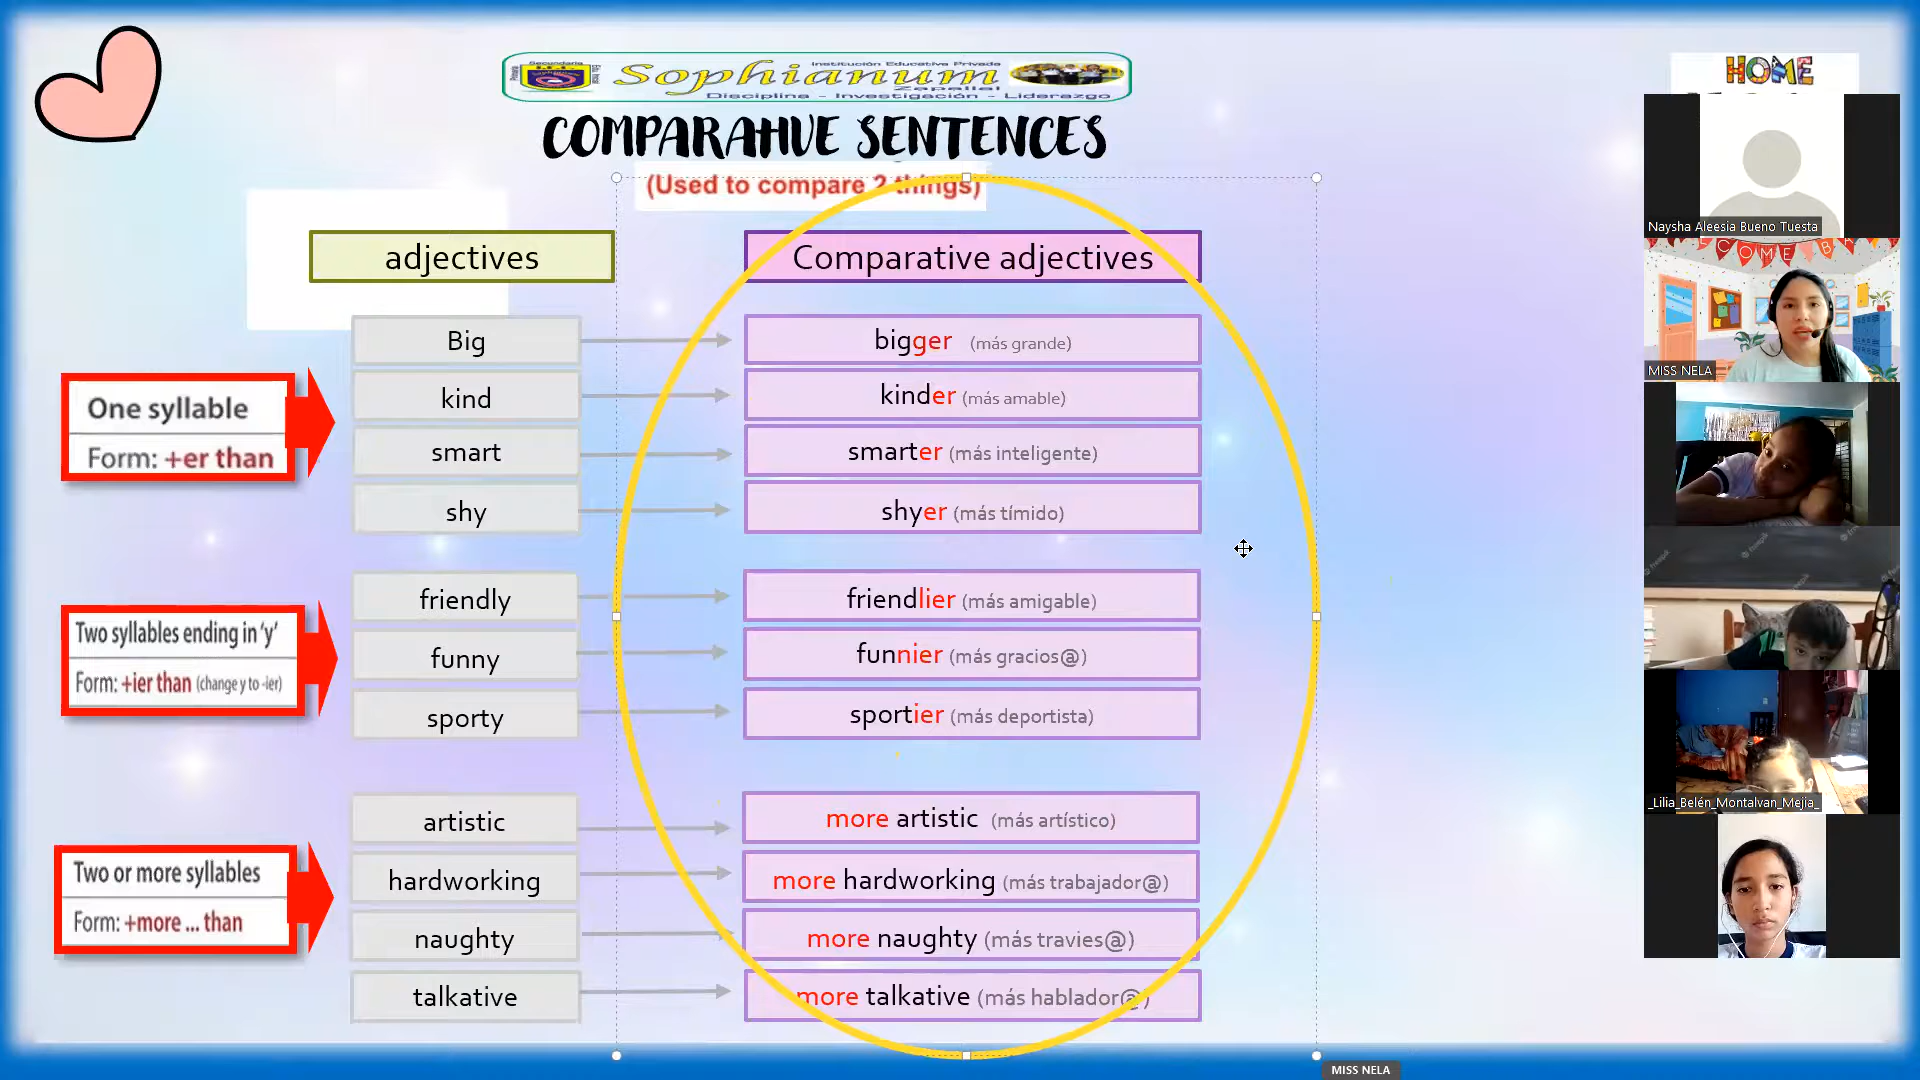 Institución Educativa Privada
Sophianum
Zapallal
Disciplina - Investigación - Liderazgo
COMPARATIVE SENTENCES
(Used to compare 2 things)
HOME
adjectives
Comparative adjectives
One syllable
Form: +er than
Big
bigger (más grande)
kind
kinder (más amable)
smart
smarter (más inteligente)
shy
shyer (más tímido)
Two syllables ending in 'y'
Form: +ier than (change y to -ier)
friendly
friendlier (más amigable)
funny
funnier (más gracios@)
sporty
sportier (más deportista)
Two or more syllables
Form: +more ... than
artistic
more artistic (más artístico)
hardworking
more hardworking (más trabajador@)
naughty
more naughty (más travies@)
talkative
more talkative (más hablador@)
Naysha Aleesia Bueno Tuesta
COME BA
MISS NELA
_Lilia_Belén_Montalvan_Mejia_
MISS NELA